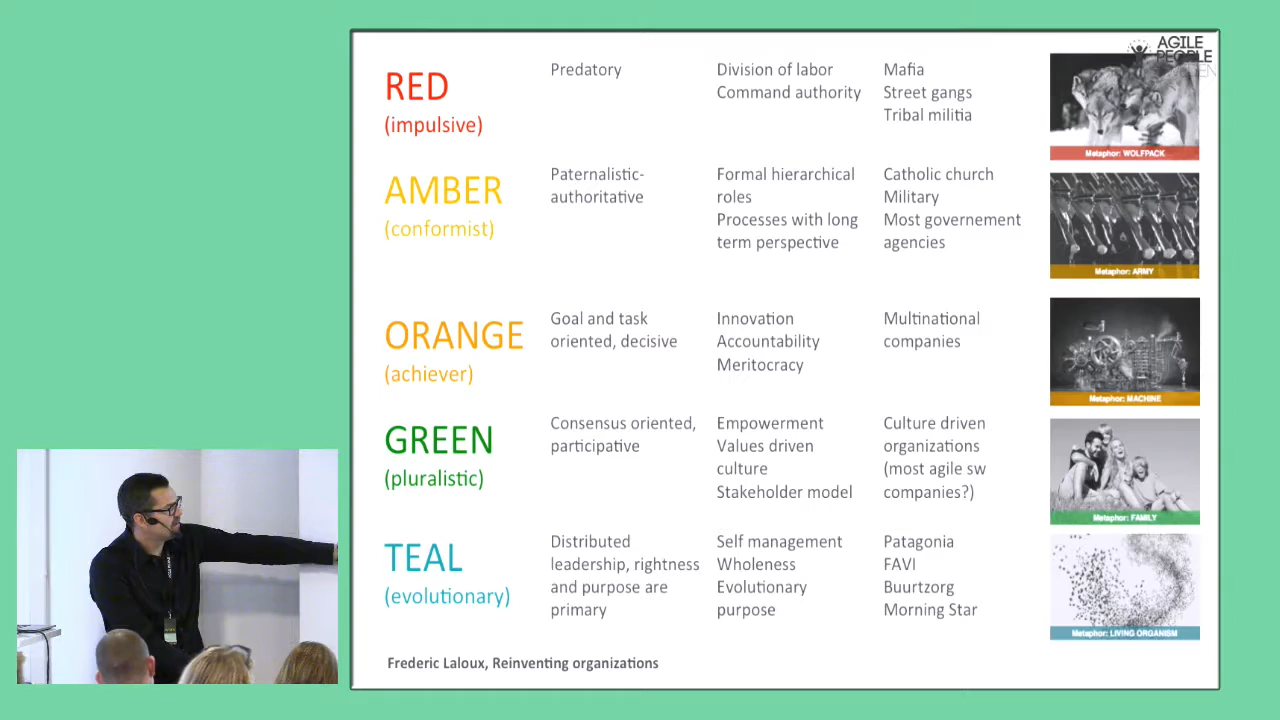 AGILE
PEOPLE
RED
(impulsive)
Predatory
Division of labor
Command authority
Mafia
Street gangs
Tribal militia
Metaphor: WOLFPACK
AMBER
(conformist)
Paternalistic-
authoritative
Formal hierarchical
roles
Processes with long
term perspective
Catholic church
Military
Most governement
agencies
Metaphor: ARMY
ORANGE
(achiever)
Goal and task
oriented, decisive
Innovation
Accountability
Meritocracy
Multinational
companies
Metaphor: MACHINE
GREEN
(pluralistic)
Consensus oriented,
participative
Empowerment
Values driven
culture
Stakeholder model
Culture driven
organizations
(most agile sw
companies?)
Metaphor: FAMILY
TEAL
(evolutionary)
Distributed
leadership, rightness
and purpose are
primary
Self management
Wholeness
Evolutionary
purpose
Patagonia
FAVI
Buurtzorg
Morning Star
Metaphor: LIVING ORGANISM
Frederic Laloux, Reinventing organizations